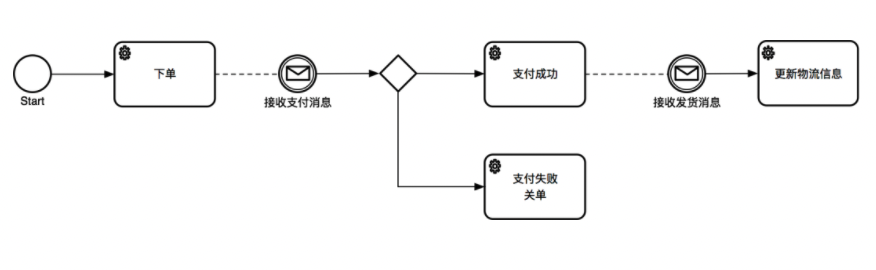 下单
支付成功
更新物流信息
Start
接收支付消息
接收发货消息
支付失败
关单